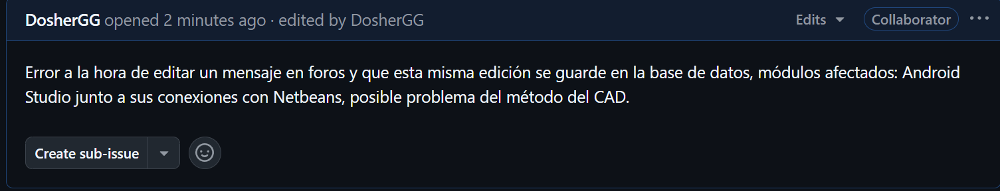 DosherGG opened 2 minutes ago · edited by DosherGG Edits Collaborator
Error a la hora de editar un mensaje en foros y que esta misma edición se guarde en la base de datos, módulos afectados: Android
Studio junto a sus conexiones con Netbeans, posible problema del método del CAD.
Create sub-issue